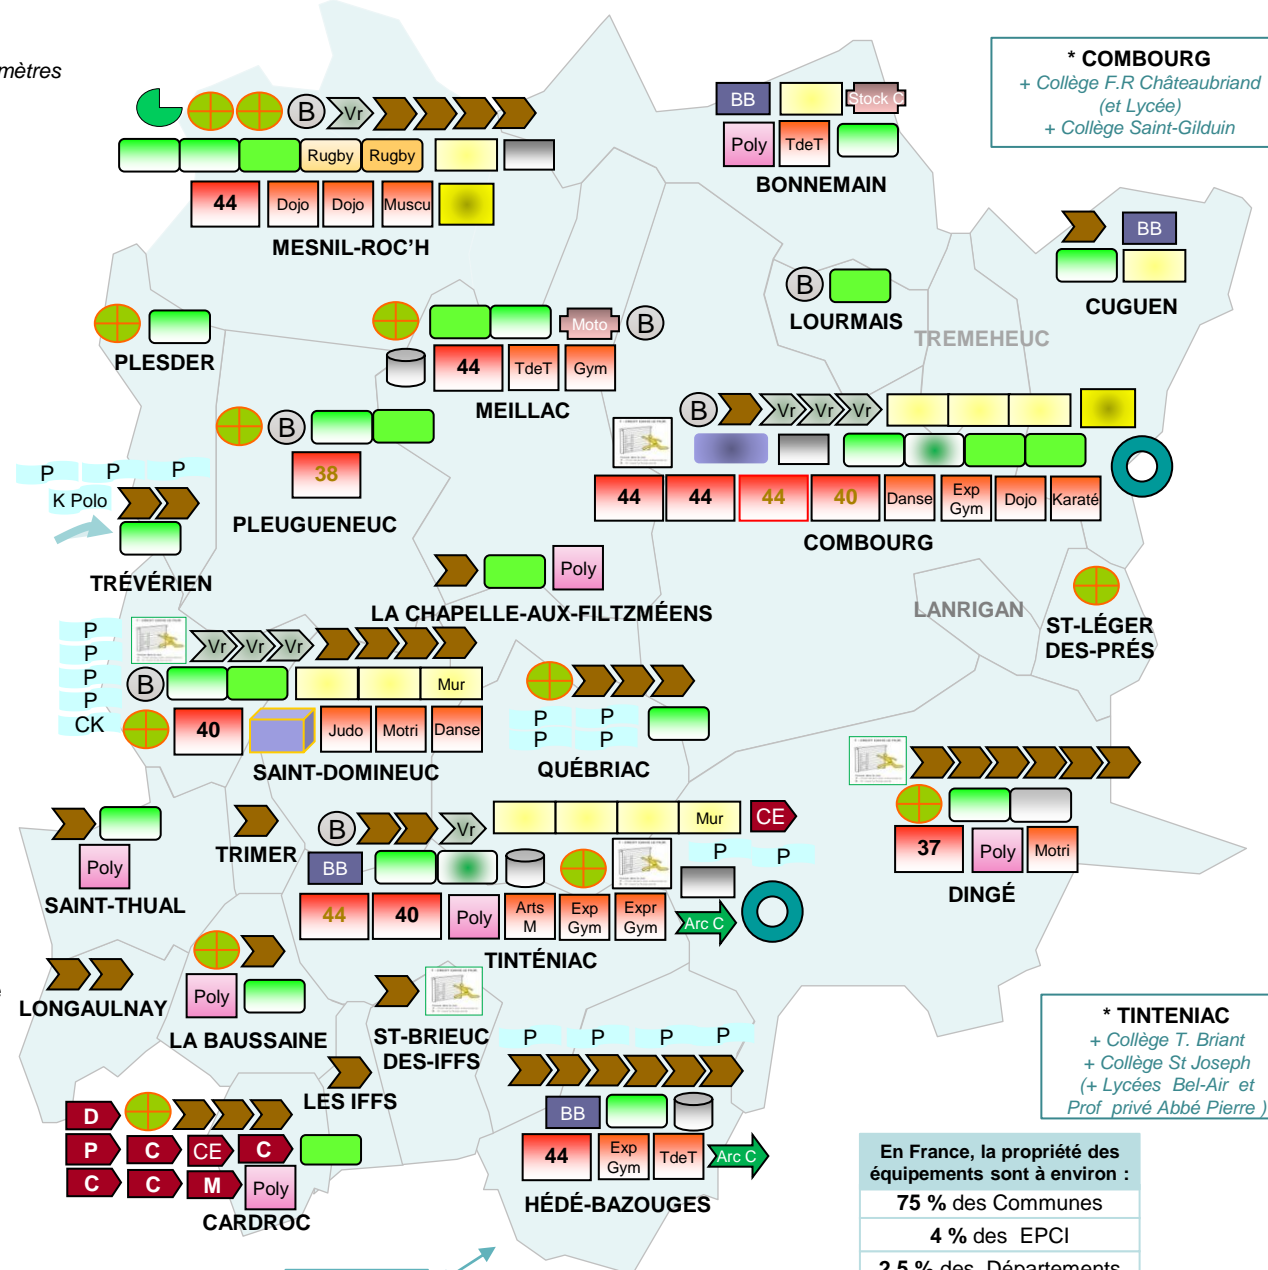 mètres
* COMBOURG
+ Collège F.R Châteaubriand
(et Lycée)
+ Collège Saint-Gilduin
B Vr
Rugby Rugby
44 Dojo Dojo Muscu
MESNIL-ROC'H
BB Stock C
Poly TdeT
BONNEMAIN
BB
CUGUEN
B
LOURMAIS
TREMEHEUC
PLESDER
Moto B
44 TdeT Gym
MEILLAC
B
38
PLEUGUENEUC
B Vr Vr Vr
44 44 44 40 Danse Exp Gym Dojo Karaté
COMBOURG
P P P
K Polo
TRÉVÉRIEN
Poly
LA CHAPELLE-AUX-FILTZMÉENS
LANRIGAN
ST-LÉGER
DES-PRÉS
P
P
P
P
CK
Vr Vr Vr
B Mur
40 Judo Motri Danse
SAINT-DOMINEUC
P P
P P
QUÉBRIAC
37 Poly Motri
DINGÉ
Poly
SAINT-THUAL
TRIMER
B Vr Mur CE
BB P P
44 40 Poly Arts M Exp Gym Expr Gym Arc C
TINTÉNIAC
LONGAULNAY
Poly
LA BAUSSAINE
ST-BRIEUC
DES-IFFS
LES IFFS
P P P P
BB
44 Exp Gym TdeT Arc C
HÉDÉ-BAZOUGES
D
P C CE C
C C M Poly
CARDROC
* TINTENIAC
+ Collège T. Briant
+ Collège St Joseph
(+ Lycées Bel-Air et
Prof privé Abbé Pierre )
En France, la propriété des
équipements sont à environ :
75 % des Communes
4 % des EPCI
2,5 % des Départements